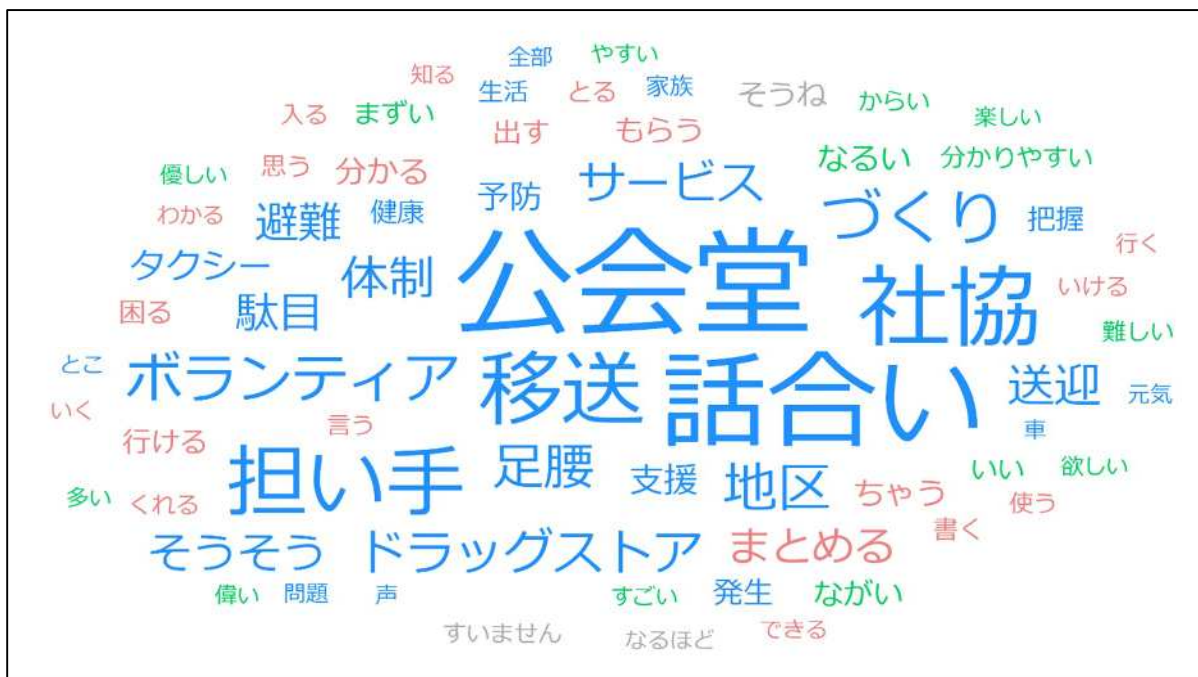 全部 やすい
知る 生活 とる 家族 そうね からい 楽しい
入る まずい 出す もらう
優しい 思う 分かる サービス なるい 分かりやすい
わかる 避難 健康 予防 づくり 把握 行く
タクシー 体制 公会堂 社協 いける
困る 駄目 難しい
とこ ボランティア 移送 話合い 送迎 元気
いく 行ける 言う 車
多い くれる 担い手 足腰 支援 地区 ちゃう いい 欲しい
使う
そうそう ドラッグストア まとめる 書く
偉い 問題 声 すごい 発生 ながい
すいません なるほど できる